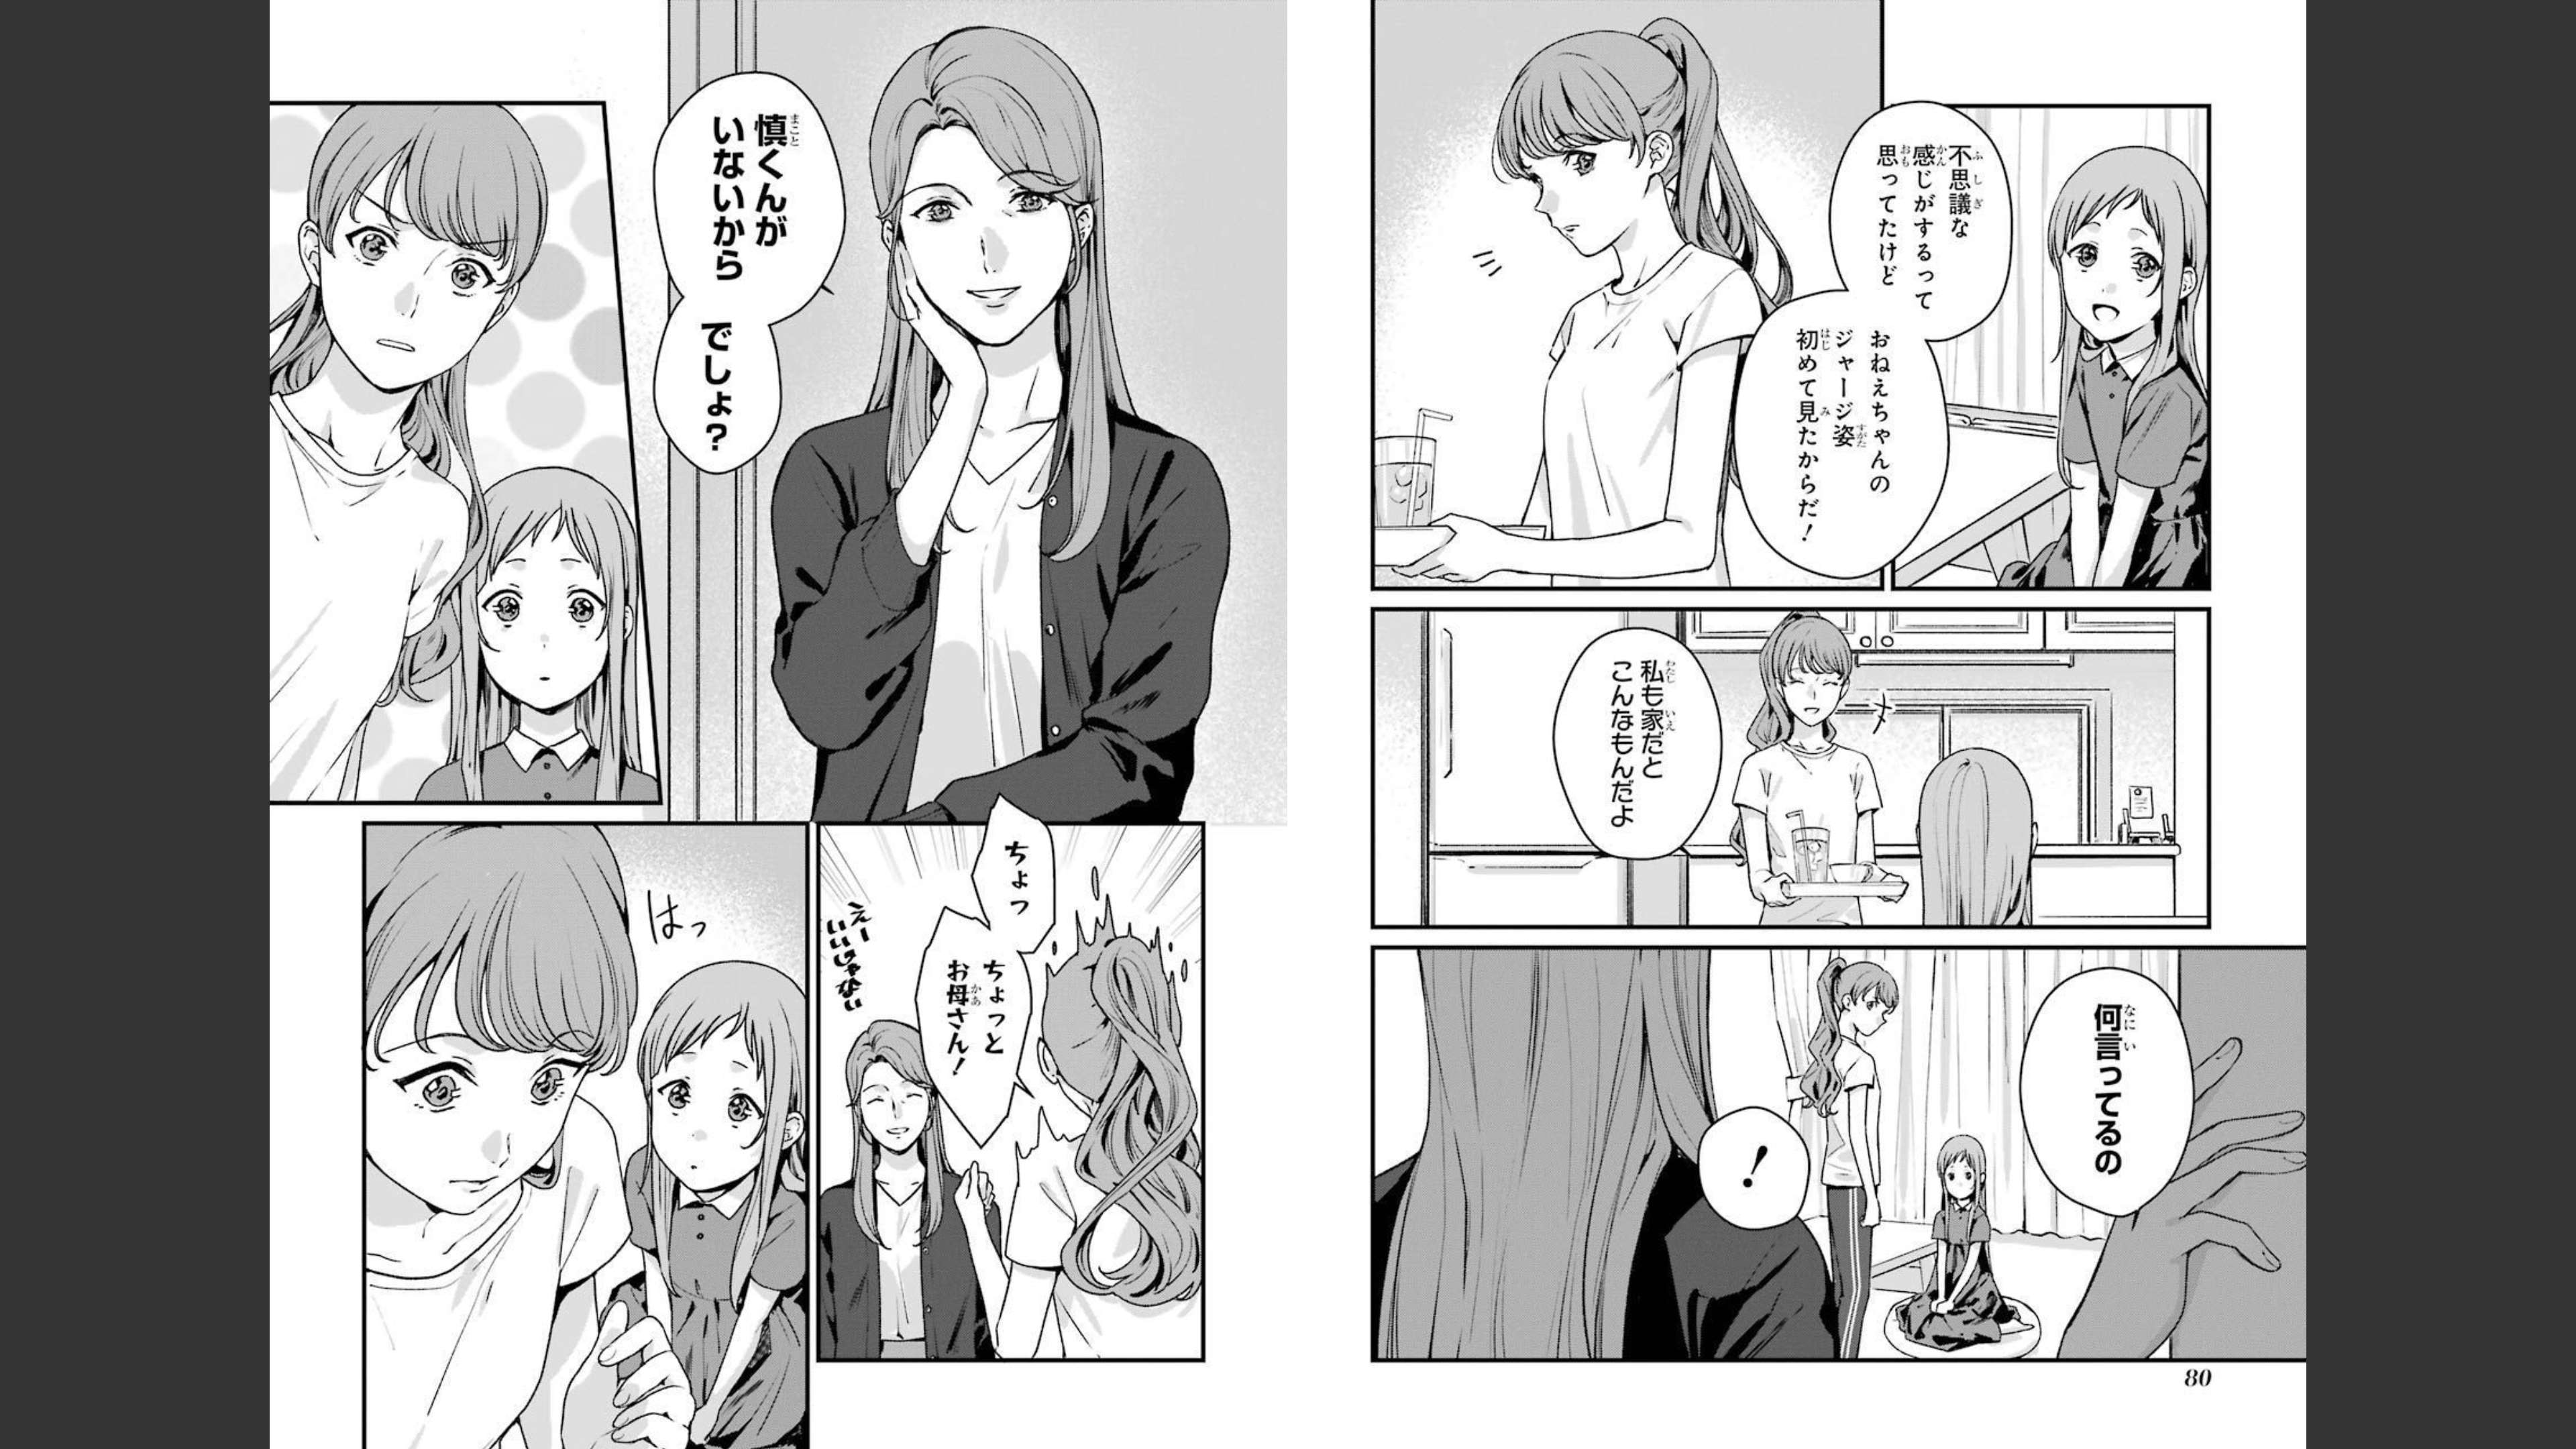 不思議な
感じがするって
思ってたけど
おねえちゃんの
ジャージ姿
初めて見たからだ!
私も家だと
こんなもんだよ
何言ってるの
!
80
慎くんが
いないから
でしょ?
ちょっ
ちょっと
お母さん!
えー
いいじゃない
はっ